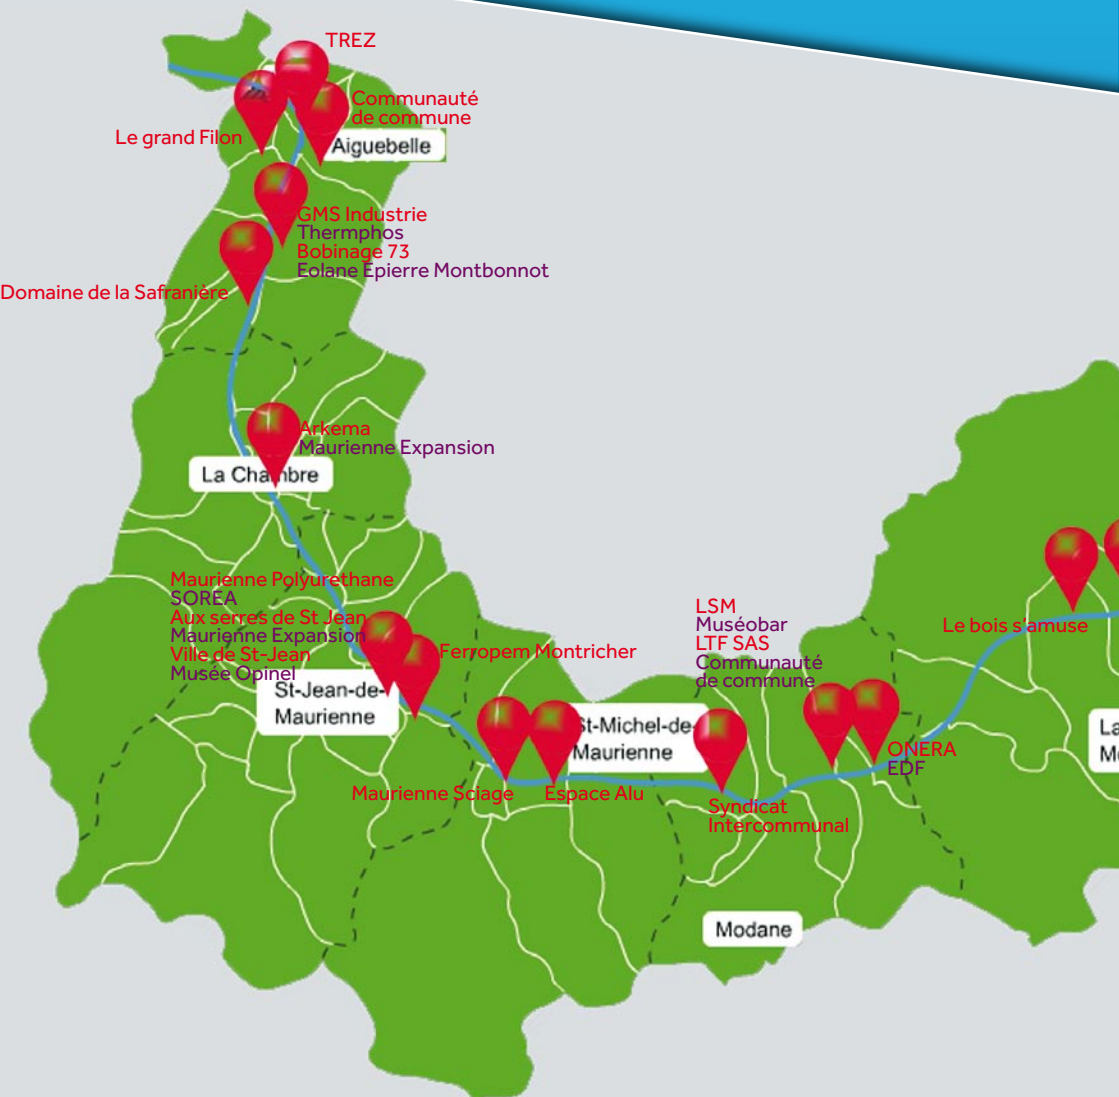 TREZ
Communauté
de commune
Le grand Filon
Aiguebelle
GMS Industrie
Thermphos
Bobinage 73
Eolane Epierre Montbonnot
Domaine de la Safranière
Arkema
Maurienne Expansion
La Chambre
Maurienne Polyurethane
SOREA
Aux serres de St Jean
Maurienne Expansion
Ville de St-Jean
Musée Opinel
St-Jean-de-
Maurienne
Ferropem Montricher
LSM
Muséobar
LTF SAS
Communauté
de commune
Le bois s'amuse
St-Michel-de-
Maurienne
ONERA
EDF
Maurienne Sciage
Espace Alu
Syndicat
Intercommunal
Modane